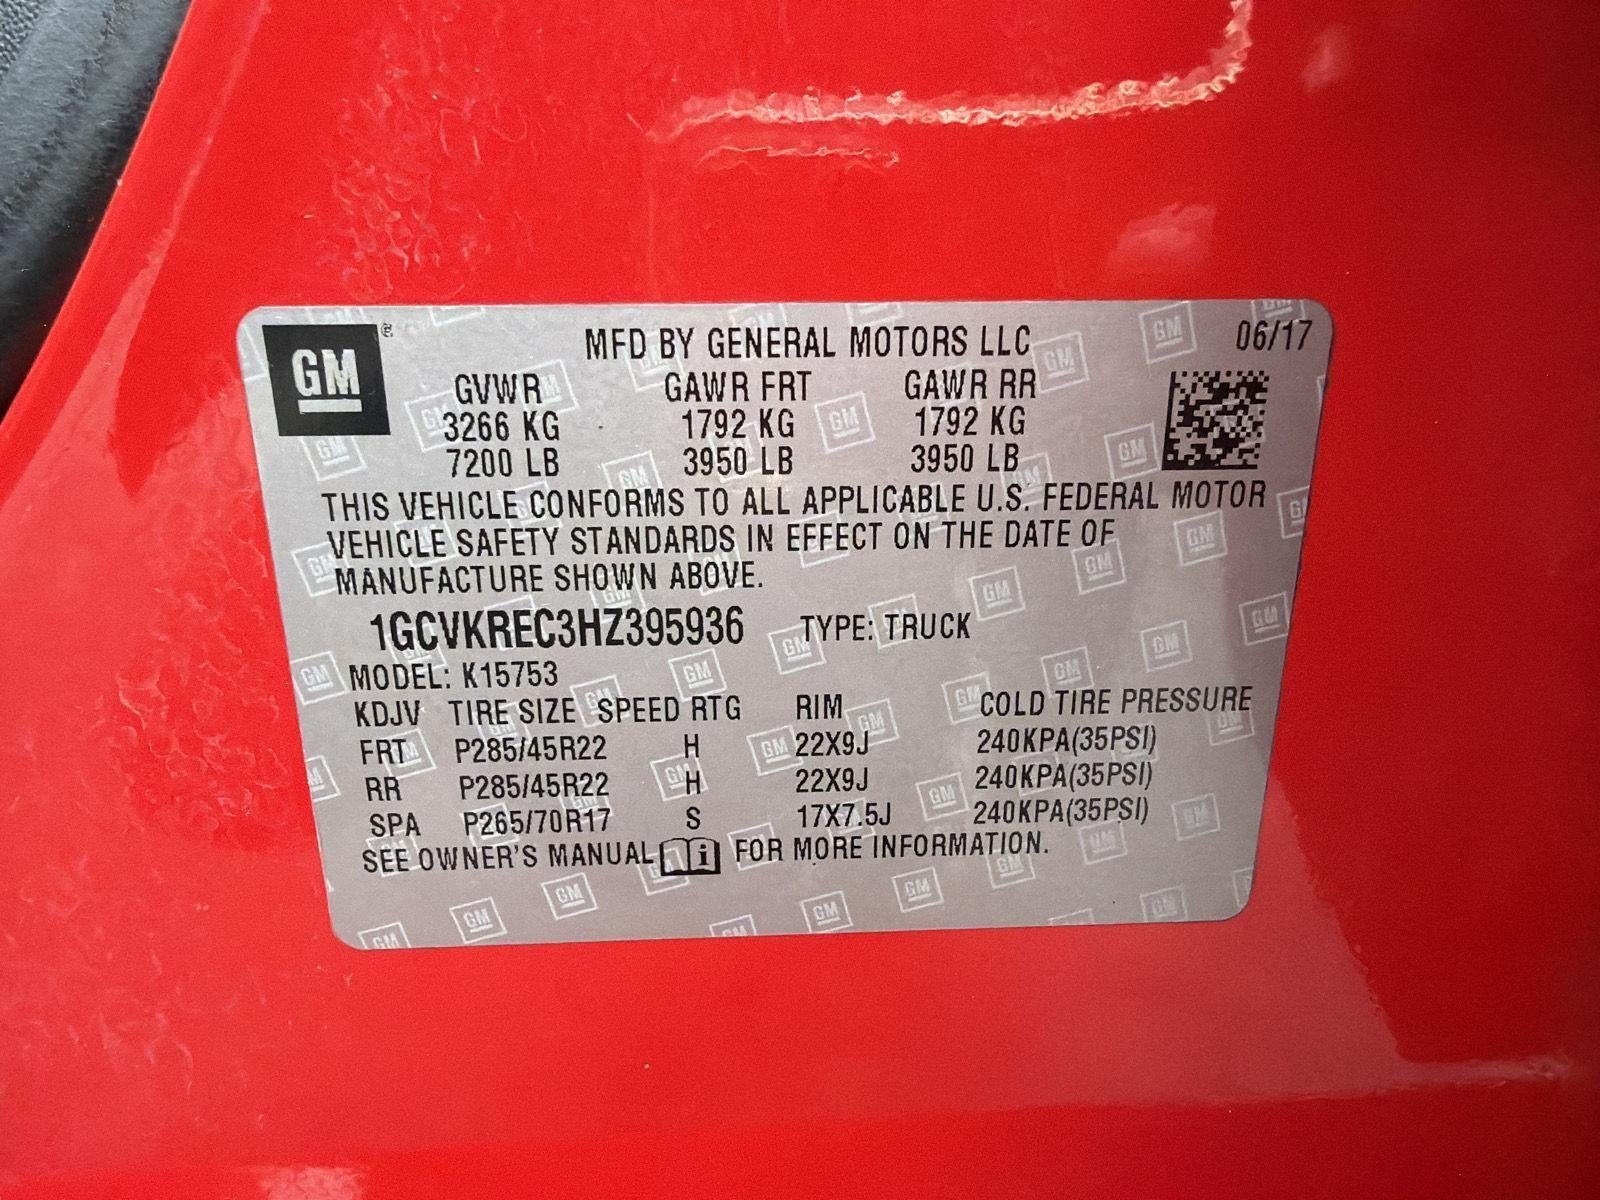 GM® MFD BY GENERAL MOTORS LLC 06/17
GVWR GAWR FRT GAWR RR
3266 KG 1792 KG 1792 KG
7200 LB 3950 LB 3950 LB
THIS VEHICLE CONFORMS TO ALL APPLICABLE U.S. FEDERAL MOTOR
VEHICLE SAFETY STANDARDS IN EFFECT ON THE DATE OF
MANUFACTURE SHOWN ABOVE.
1GCVKREC3HZ395936 TYPE: TRUCK
MODEL: K15753
KDJV TIRE SIZE SPEED RTG RIM COLD TIRE PRESSURE
FRT P285/45R22 H 22X9J 240KPA(35PSI)
RR P285/45R22 H 22X9J 240KPA(35PSI)
SPA P265/70R17 S 17X7.5J 240KPA(35PSI)
SEE OWNER'S MANUAL i FOR MORE INFORMATION.